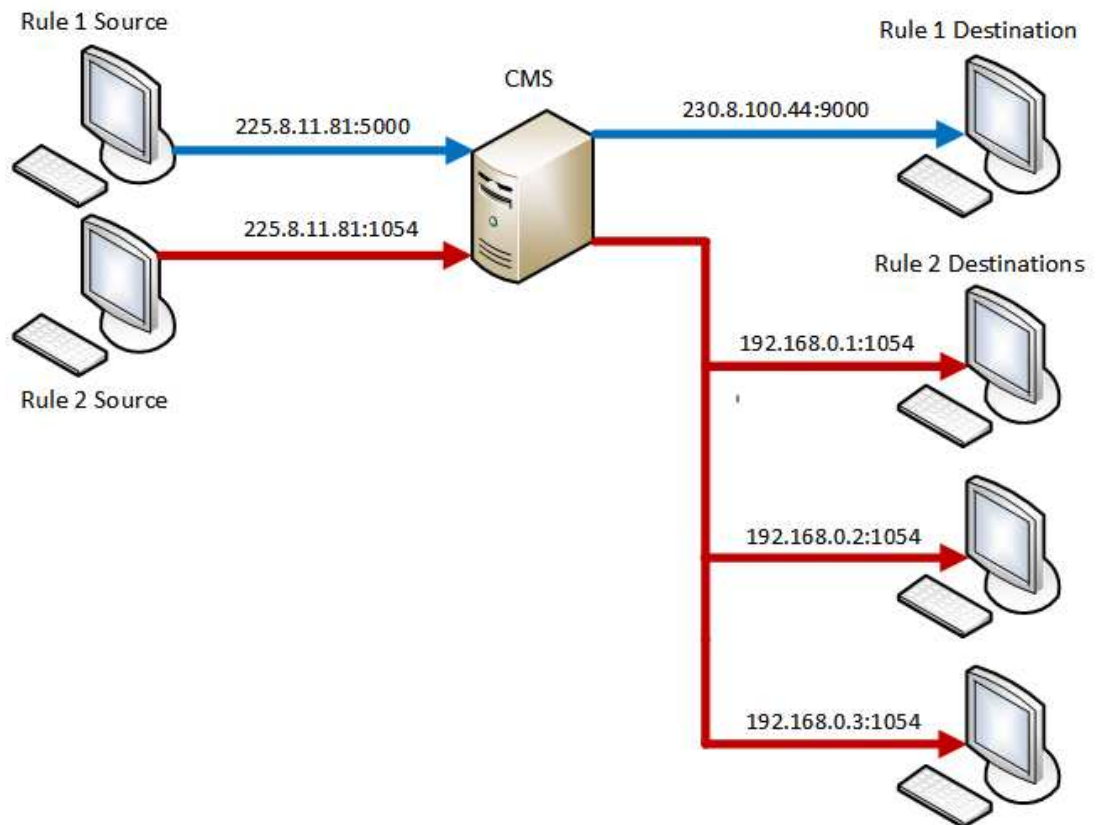 Rule 1 Source
Rule 1 Destination
CMS
225.8.11.81:5000
230.8.100.44:9000
225.8.11.81:1054
Rule 2 Destinations
192.168.0.1:1054
Rule 2 Source
192.168.0.2:1054
192.168.0.3:1054